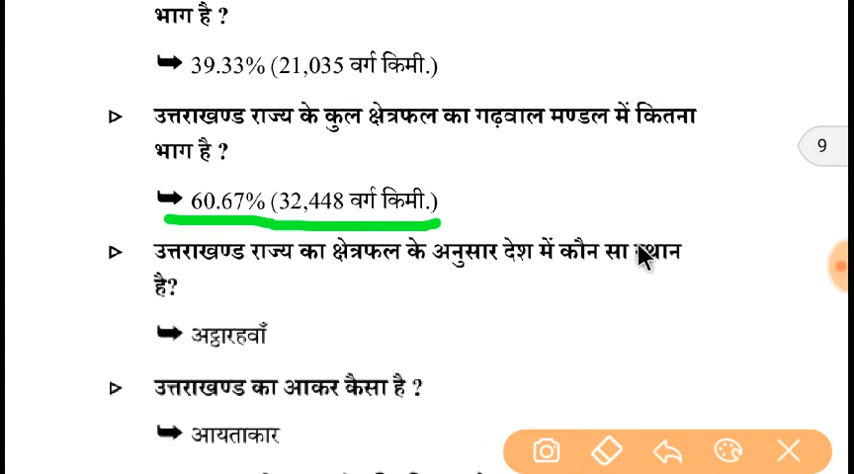 भाग है ?
➥ 39.33% (21,035 वर्ग किमी.)
▷ उत्तराखण्ड राज्य के कुल क्षेत्रफल का गढ़वाल मण्डल में कितना
भाग है ?
9
➥ 60.67% (32,448 वर्ग किमी.)
▷ उत्तराखण्ड राज्य का क्षेत्रफल के अनुसार देश में कौन सा स्थान
है?
➥ अट्ठारहवाँ
▷ उत्तराखण्ड का आकर कैसा है ?
➥ आयताकार